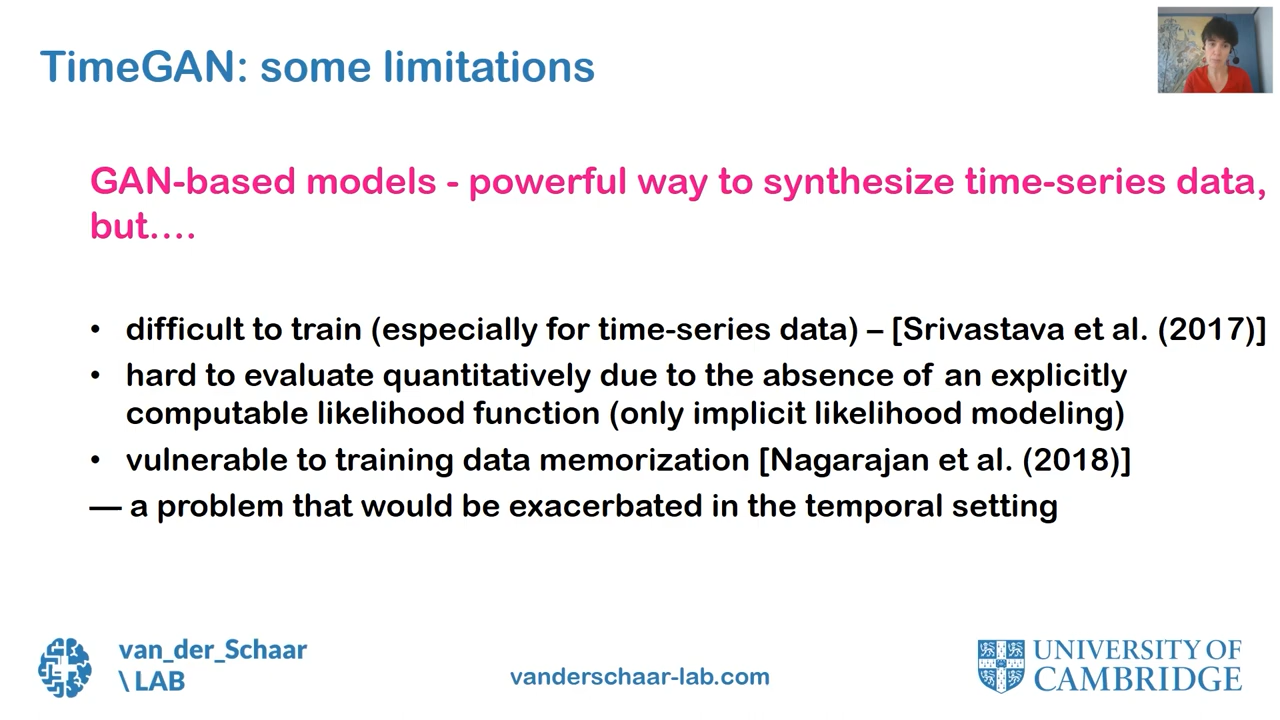 TimeGAN: some limitations
GAN-based models - powerful way to synthesize time-series data,
but….
• difficult to train (especially for time-series data) – [Srivastava et al. (2017)]
• hard to evaluate quantitatively due to the absence of an explicitly
computable likelihood function (only implicit likelihood modeling)
• vulnerable to training data memorization [Nagarajan et al. (2018)]
— a problem that would be exacerbated in the temporal setting
van_der_Schaar
\ LAB
vanderschaar-lab.com
UNIVERSITY OF
CAMBRIDGE